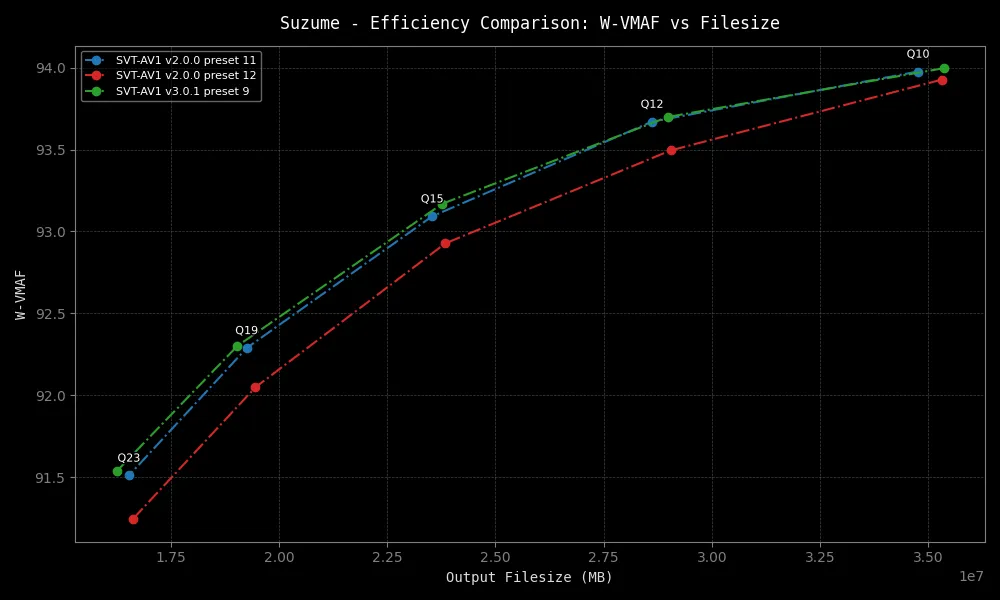 Suzume - Efficiency Comparison: W-VMAF vs Filesize
SVT-AV1 v2.0.0 preset 11
SVT-AV1 v2.0.0 preset 12
SVT-AV1 v3.0.1 preset 9
Q10
Q12
Q15
Q19
Q23
94.0
93.5
93.0
92.5
92.0
91.5
W-VMAF
1.75
2.00
2.25
2.50
2.75
3.00
3.25
3.50
1e7
Output Filesize (MB)